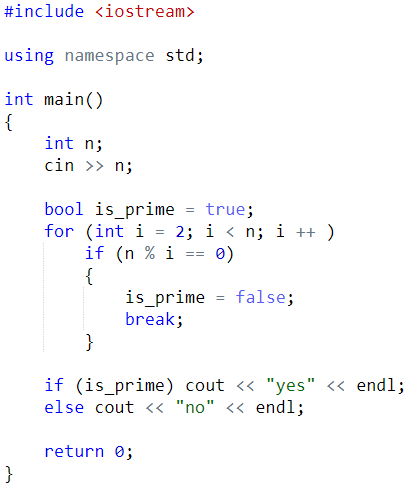 #include <iostream>

using namespace std;

int main()
{
    int n;
    cin >> n;

    bool is_prime = true;
    for (int i = 2; i < n; i ++ )
        if (n % i == 0)
        {
            is_prime = false;
            break;
        }

    if (is_prime) cout << "yes" << endl;
    else cout << "no" << endl;

    return 0;
}